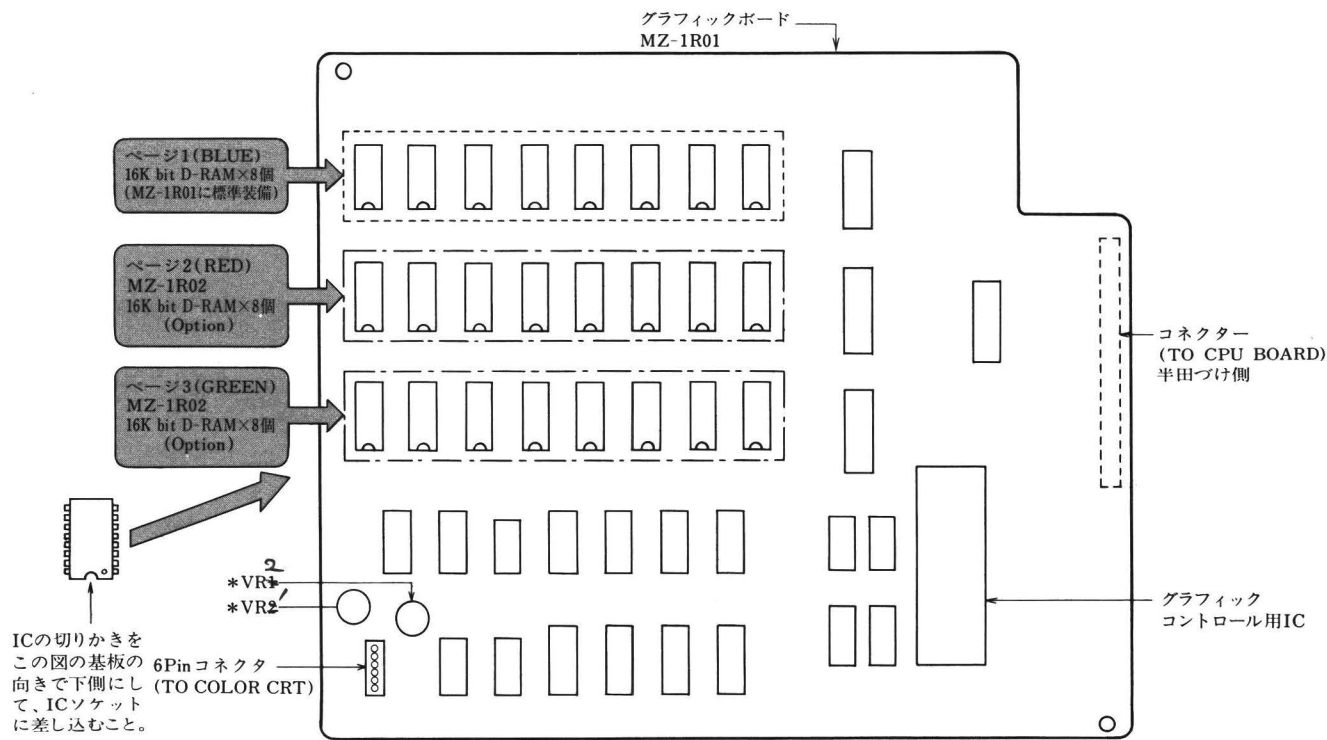 グラフィックボード
MZ-1R01
ページ1(BLUE)
16K bit D-RAM×8個
(MZ-1R01に標準装備)
ページ2(RED)
MZ-1R02
16K bit D-RAM×8個
(Option)
ページ3(GREEN)
MZ-1R02
16K bit D-RAM×8個
(Option)
コネクター
(TO CPU BOARD)
半田づけ側
2
*VR1
*VR2
1
グラフィック
コントロール用IC
ICの切りかきを
この図の基板の
向きで下側にし
て、ICソケット
に差し込むこと。
6Pinコネクタ
(TO COLOR CRT)